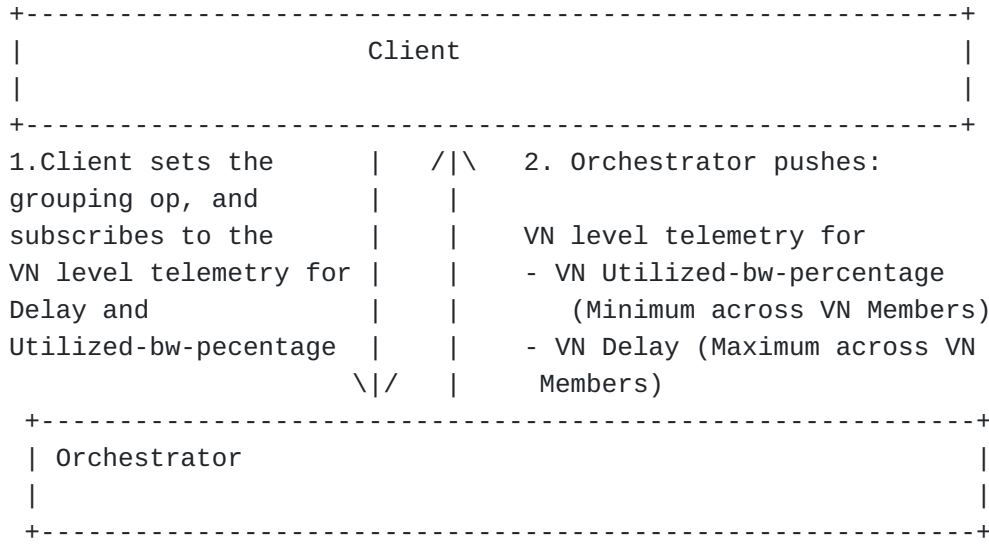 +------------------------------------------------------------+
|                      Client                                |
|                                                            |
+------------------------------------------------------------+
1.Client sets the      |   /|\   2. Orchestrator pushes:
grouping op, and       |    |
subscribes to the      |    |    VN level telemetry for
VN level telemetry for |    |    - VN Utilized-bw-percentage
Delay and              |    |       (Minimum across VN Members)
Utilized-bw-pecentage  |    |    - VN Delay (Maximum across VN
                      \|/   |     Members)
 +------------------------------------------------------------+
 | Orchestrator                                               |
 |                                                            |
 +------------------------------------------------------------+